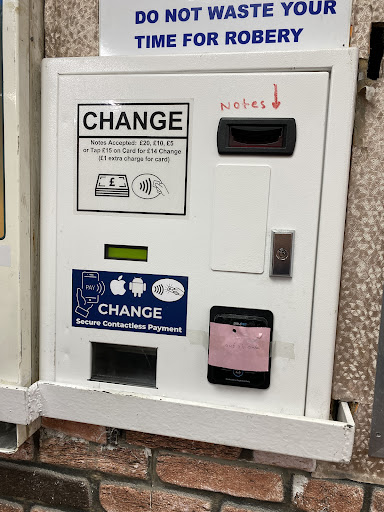 DO NOT WASTE YOUR
TIME FOR ROBERY
Notes
CHANGE
Notes Accepted: £20, £10, £5
or Tap £15 on Card for £14 Change
(£1 extra charge for card)
£
PAY
CHANGE
Secure Contactless Payment